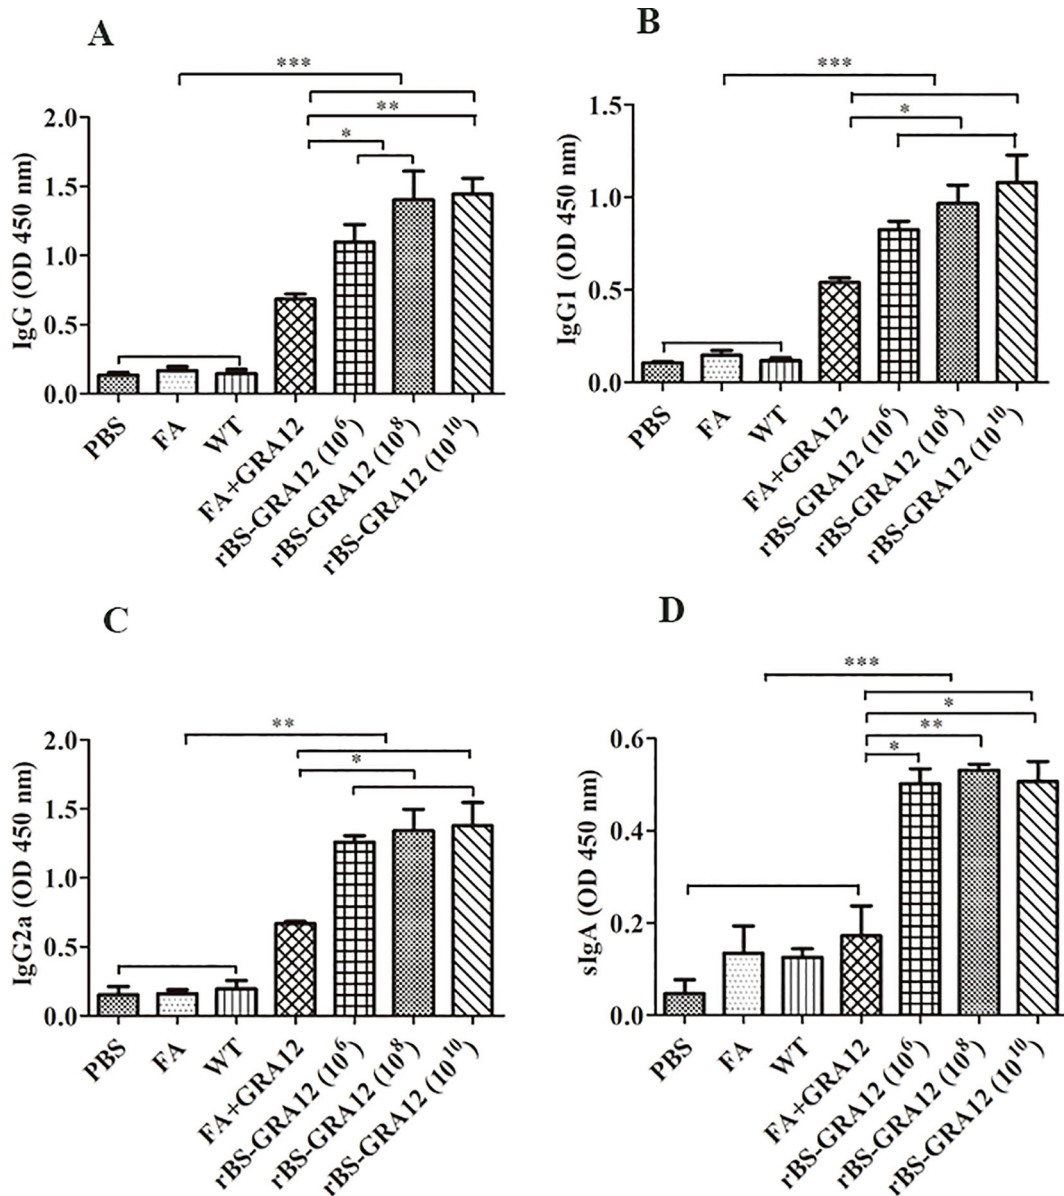 A
***
**
*
IgG (OD 450 nm)
2.0
1.5
1.0
0.5
0.0
PBS
FA
WT
FA+GRA12
rBS-GRA12 (10⁶)
rBS-GRA12 (10⁸)
rBS-GRA12 (10¹⁰)
B
***
*
IgG1 (OD 450 nm)
1.5
1.0
0.5
0.0
PBS
FA
WT
FA+GRA12
rBS-GRA12 (10⁶)
rBS-GRA12 (10⁸)
rBS-GRA12 (10¹⁰)
C
**
*
IgG2a (OD 450 nm)
2.0
1.5
1.0
0.5
0.0
PBS
FA
WT
FA+GRA12
rBS-GRA12 (10⁶)
rBS-GRA12 (10⁸)
rBS-GRA12 (10¹⁰)
D
***
*
**
*
sIgA (OD 450 nm)
0.6
0.4
0.2
0.0
PBS
FA
WT
FA+GRA12
rBS-GRA12 (10⁶)
rBS-GRA12 (10⁸)
rBS-GRA12 (10¹⁰)